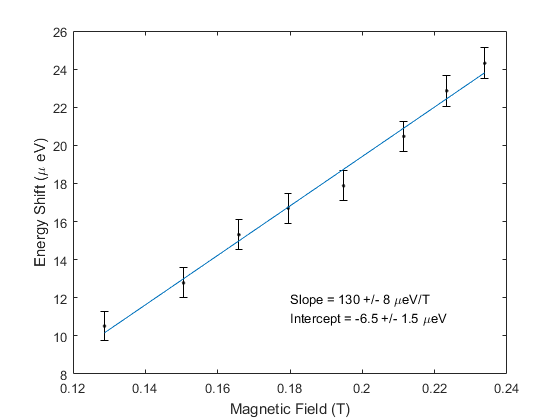 26
24
22
20
18
16
14
12
10
8
Energy Shift (μ eV)
Slope = 130 +/- 8 μeV/T
Intercept = -6.5 +/- 1.5 μeV
0.12 0.14 0.16 0.18 0.2 0.22 0.24
Magnetic Field (T)